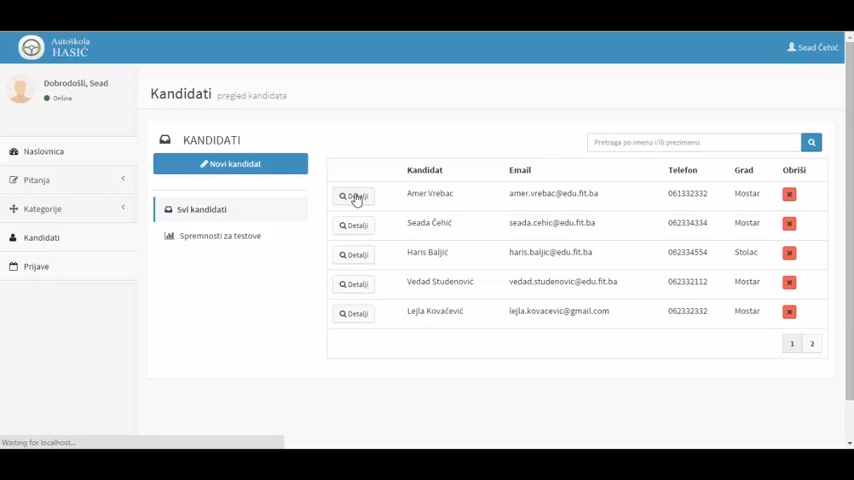 Autoškola
HASIĆ
Sead Čehić
Dobrodošli, Sead
Online
Naslovnica
Pitanja
Kategorije
Kandidati
Prijave
Kandidati pregled kandidata
KANDIDATI
Novi kandidat
Svi kandidati
Spremnosti za testove
Pretraga po imenu i/ili prezimenu
Kandidat Email Telefon Grad Obriši
Detalji Amer Vrebac amer.vrebac@edu.fit.ba 061332332 Mostar
Detalji Seada Čehić seada.cehic@edu.fit.ba 062334334 Mostar
Detalji Haris Baljić haris.baljic@edu.fit.ba 062334554 Stolac
Detalji Vedad Studenović vedad.studenovic@edu.fit.ba 062332112 Mostar
Detalji Lejla Kovačević lejla.kovacevic@gmail.com 062332332 Mostar
1 2
Waiting for localhost...